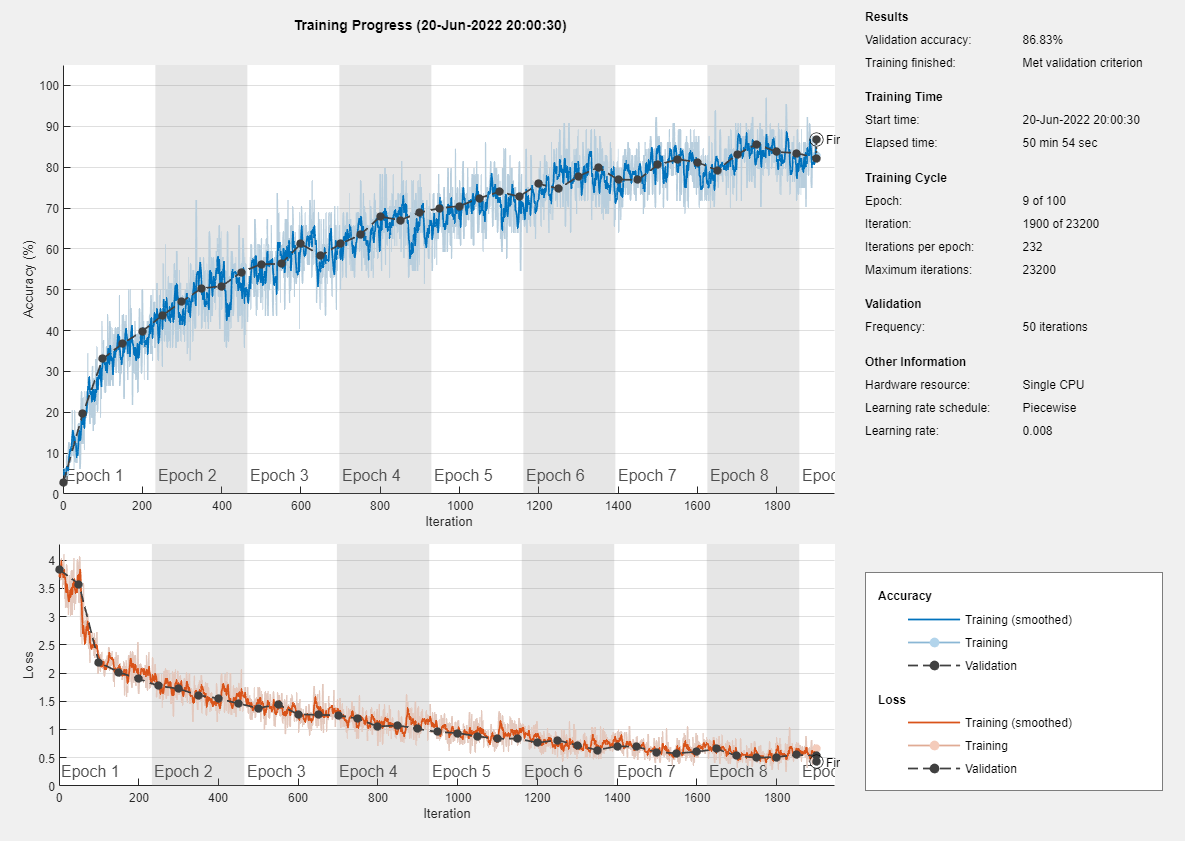 Training Progress (20-Jun-2022 20:00:30)
100
90
80
70
60
50
40
30
20
10
0
Accuracy (%)
Fir
Epoch 1 Epoch 2 Epoch 3 Epoch 4 Epoch 5 Epoch 6 Epoch 7 Epoch 8 Epoc
0 200 400 600 800 1000 1200 1400 1600 1800
Iteration
4
3.5
3
2.5
2
1.5
1
0.5
0
Loss
Fir
Epoch 1 Epoch 2 Epoch 3 Epoch 4 Epoch 5 Epoch 6 Epoch 7 Epoch 8 Epoc
0 200 400 600 800 1000 1200 1400 1600 1800
Iteration
Results
Validation accuracy: 86.83%
Training finished: Met validation criterion
Training Time
Start time: 20-Jun-2022 20:00:30
Elapsed time: 50 min 54 sec
Training Cycle
Epoch: 9 of 100
Iteration: 1900 of 23200
Iterations per epoch: 232
Maximum iterations: 23200
Validation
Frequency: 50 iterations
Other Information
Hardware resource: Single CPU
Learning rate schedule: Piecewise
Learning rate: 0.008
Accuracy
Training (smoothed)
Training
Validation
Loss
Training (smoothed)
Training
Validation